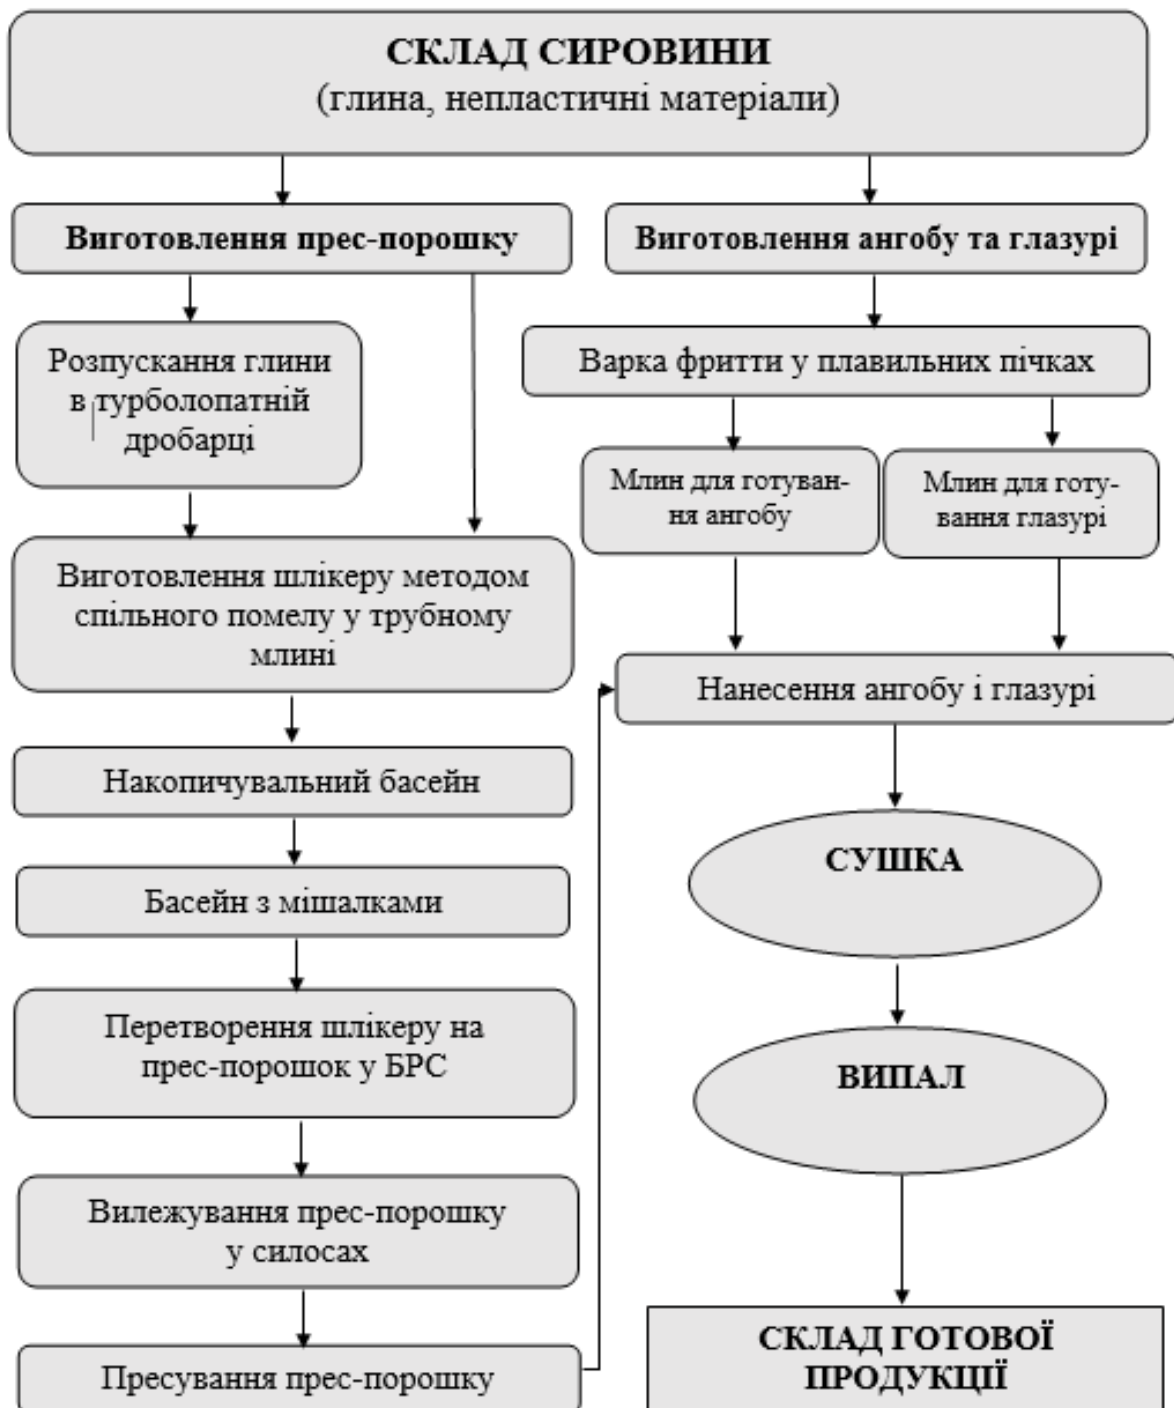 СКЛАД СИРОВИНИ
(глина, непластичні матеріали)
Виготовлення прес-порошку
Виготовлення ангобу та глазурі
Розпускання глини
в турболопатній
дробарці
Варка фритти у плавильних пічках
Млин для готуван-
ня ангобу
Млин для готу-
вання глазурі
Виготовлення шлікеру методом
спільного помелу у трубному
млині
Нанесення ангобу і глазурі
Накопичувальний басейн
Басейн з мішалками
Перетворення шлікеру на
прес-порошок у БРС
Вилежування прес-порошку
у силосах
Пресування прес-порошку
СУШКА
ВИПАЛ
СКЛАД ГОТОВОЇ
ПРОДУКЦІЇ